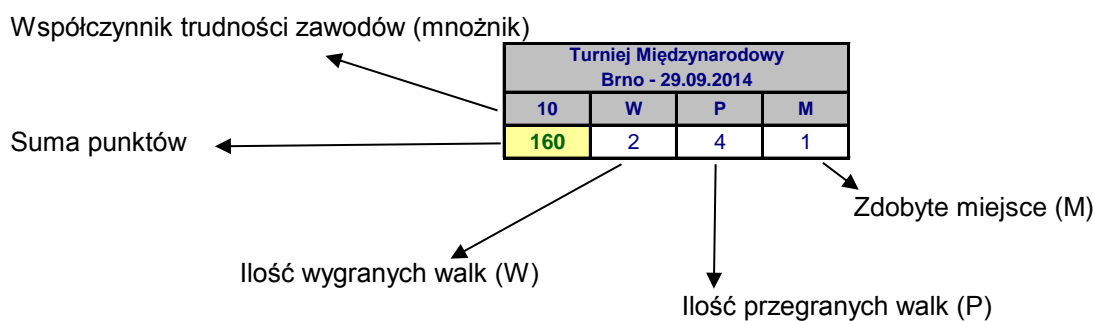 Współczynnik trudności zawodów (mnożnik)
Turniej Międzynarodowy
Brno - 29.09.2014
10 W P M
Suma punktów
160 2 4 1
Zdobyte miejsce (M)
Ilość wygranych walk (W)
Ilość przegranych walk (P)